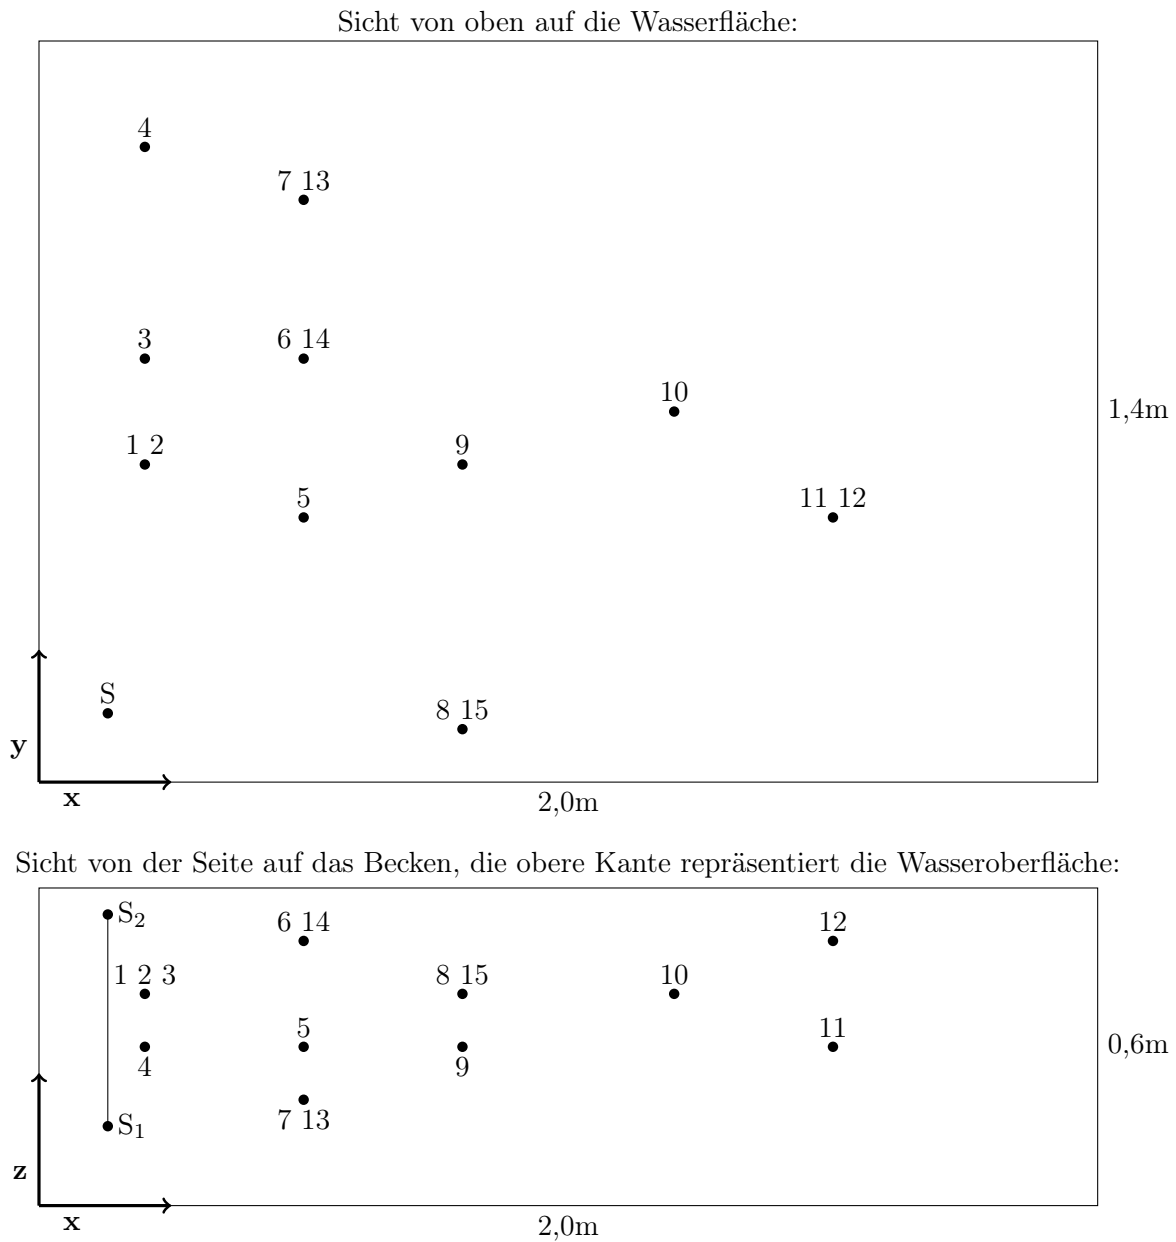 Sicht von oben auf die Wasserfläche:
4
7 13
3
6 14
10
1,4m
1 2
9
5
11 12
S
8 15
y
x
2,0m
Sicht von der Seite auf das Becken, die obere Kante repräsentiert die Wasseroberfläche:
S2
6 14
12
1 2 3
8 15
10
5
11
0,6m
4
9
S1
7 13
z
x
2,0m